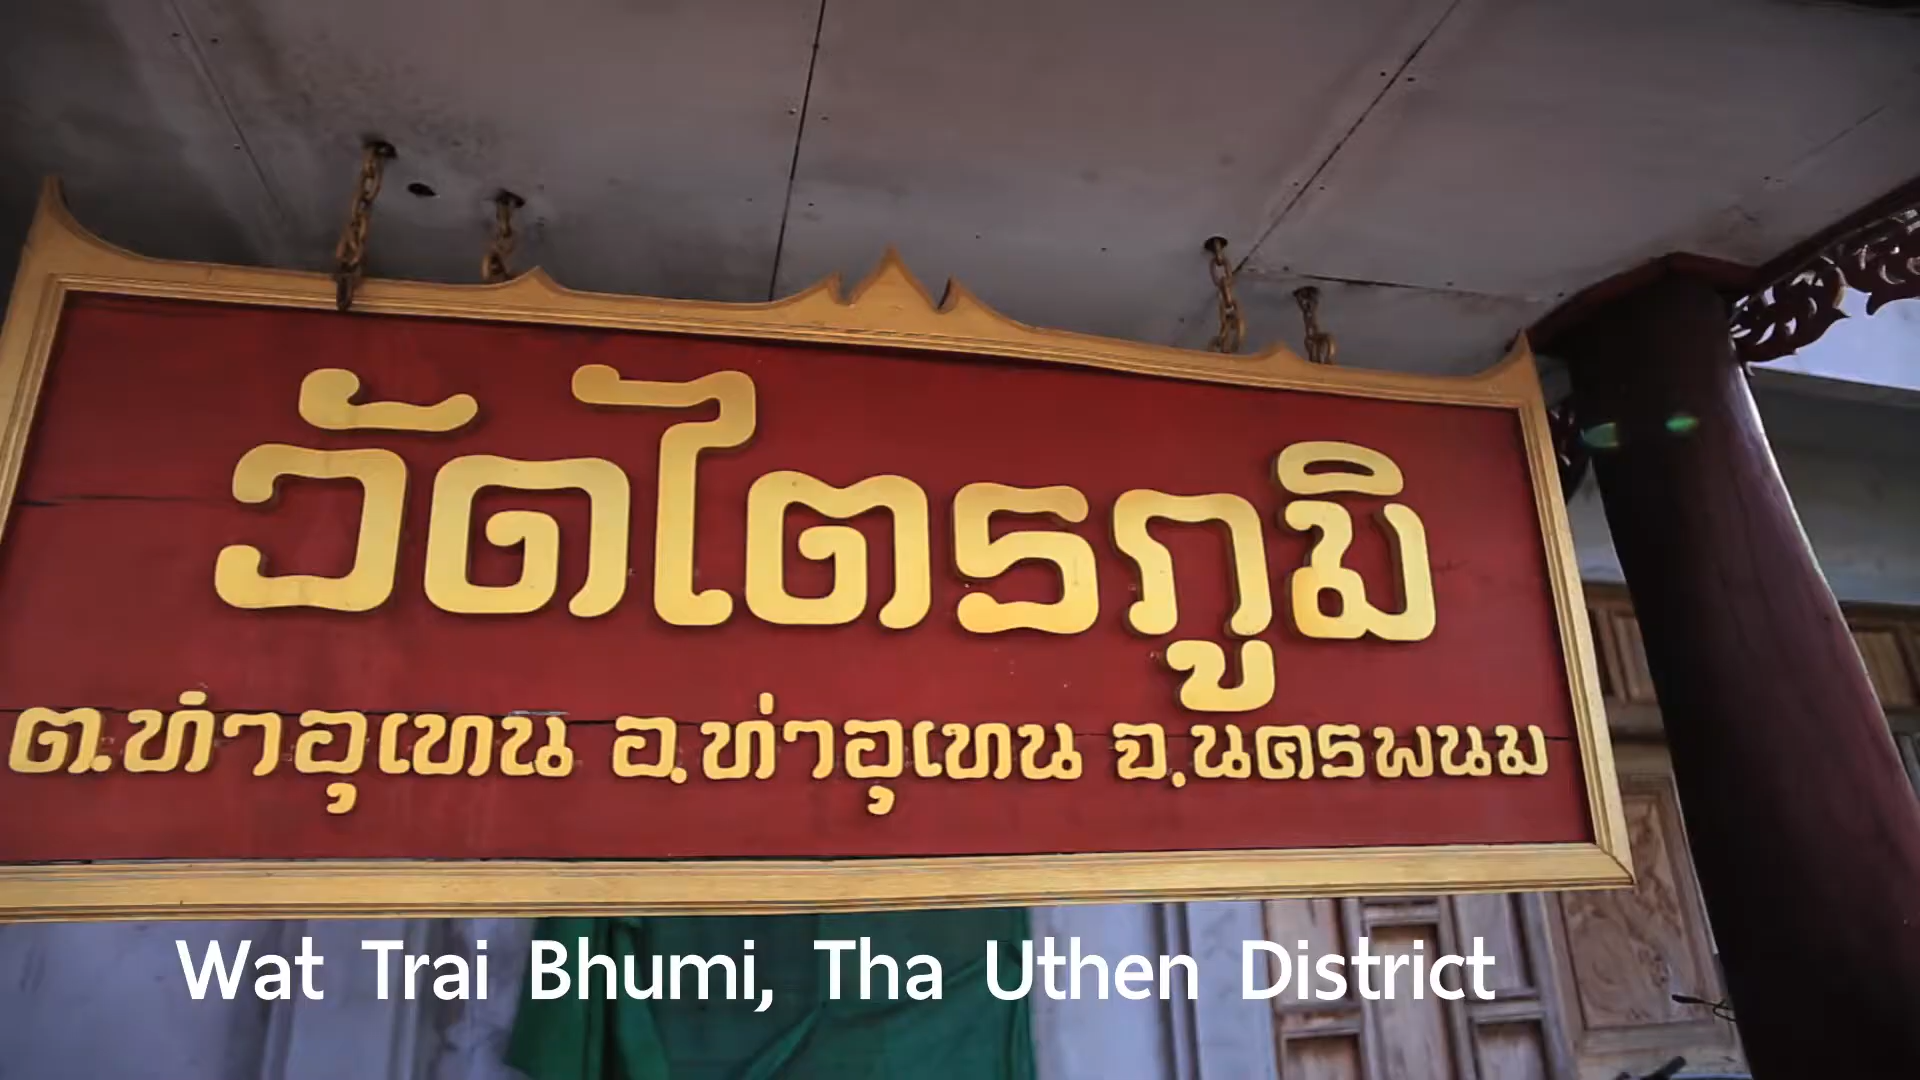 วัดไตรภูมิ
ต.ท่าอุเทน อ.ท่าอุเทน จ.นครพนม
Wat Trai Bhumi, Tha Uthen District